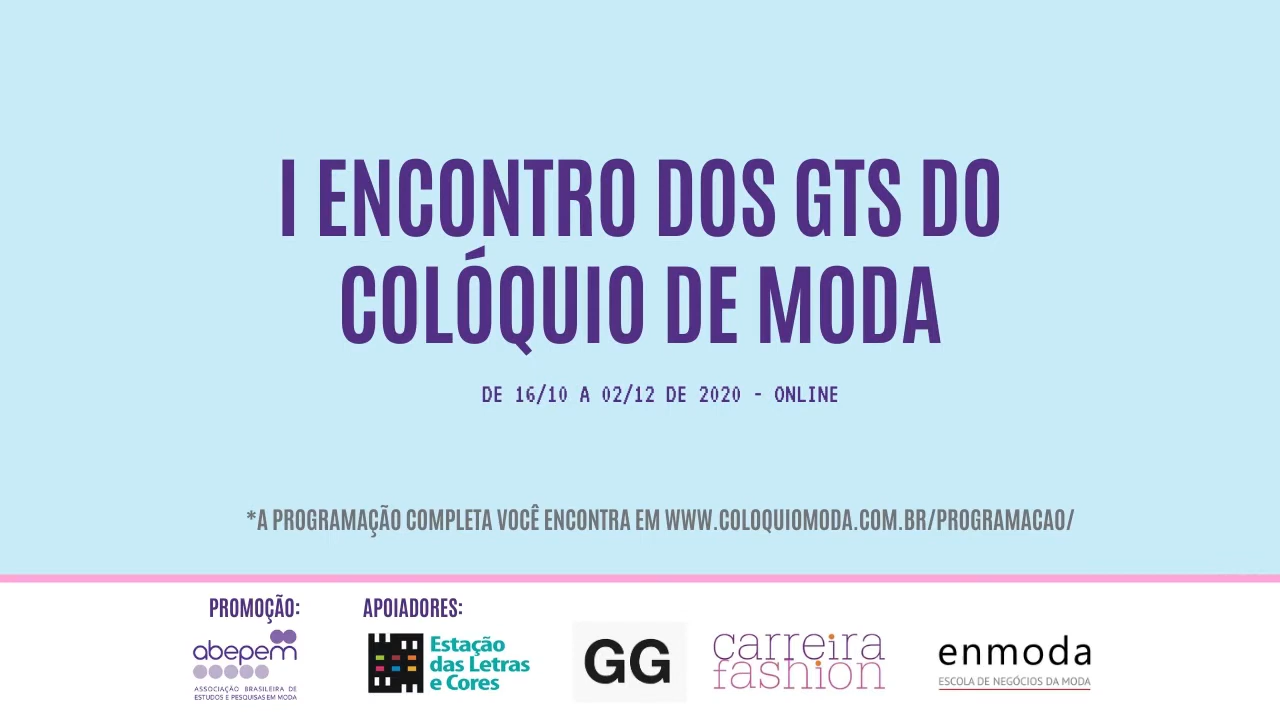 I ENCONTRO DOS GTS DO
COLÓQUIO DE MODA
DE 16/10 A 02/12 DE 2020 - ONLINE
*A PROGRAMAÇÃO COMPLETA VOCÊ ENCONTRA EM WWW.COLOQUIOMODA.COM.BR/PROGRAMACAO/
PROMOÇÃO:
abepem
ASSOCIAÇÃO BRASILEIRA DE
ESTUDOS E PESQUISAS EM MODA
APOIADORES:
Estação
das Letras
e Cores
GG
carreira
fashion
enmoda
ESCOLA DE NEGÓCIOS DA MODA